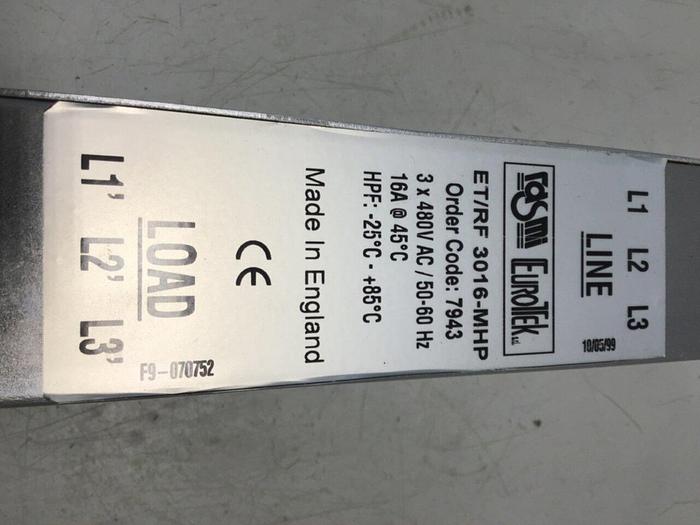 L1 L2 L3
LINE
10/05/99
rasmi EUROTEK s.r.l.
ET/RF 3016-MHP
Order Code: 7943
3 x 480V AC / 50-60 Hz
16A @ 45°C
HPF: -25°C - +85°C
Made In England
CE
LOAD
F9-070752
L1' L2' L3'